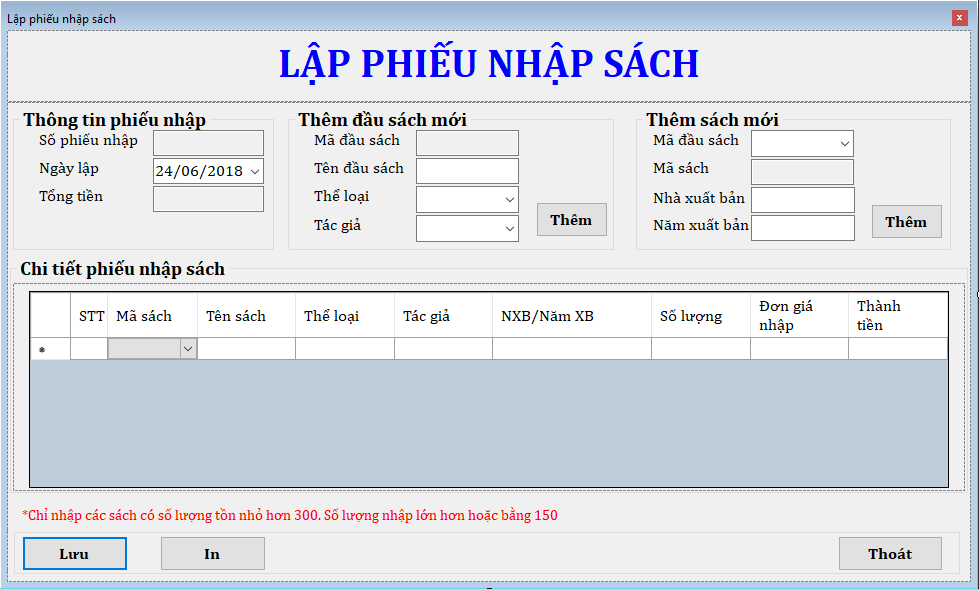 Lập phiếu nhập sách
x
LẬP PHIẾU NHẬP SÁCH
Thông tin phiếu nhập
Số phiếu nhập
Ngày lập 24/06/2018
Tổng tiền
Thêm đầu sách mới
Mã đầu sách
Tên đầu sách
Thể loại
Tác giả
Thêm
Thêm sách mới
Mã đầu sách
Mã sách
Nhà xuất bản
Năm xuất bản
Thêm
Chi tiết phiếu nhập sách
STT Mã sách Tên sách Thể loại Tác giả NXB/Năm XB Số lượng Đơn giá nhập Thành tiền
*Chỉ nhập các sách có số lượng tồn nhỏ hơn 300. Số lượng nhập lớn hơn hoặc bằng 150
Lưu In Thoát